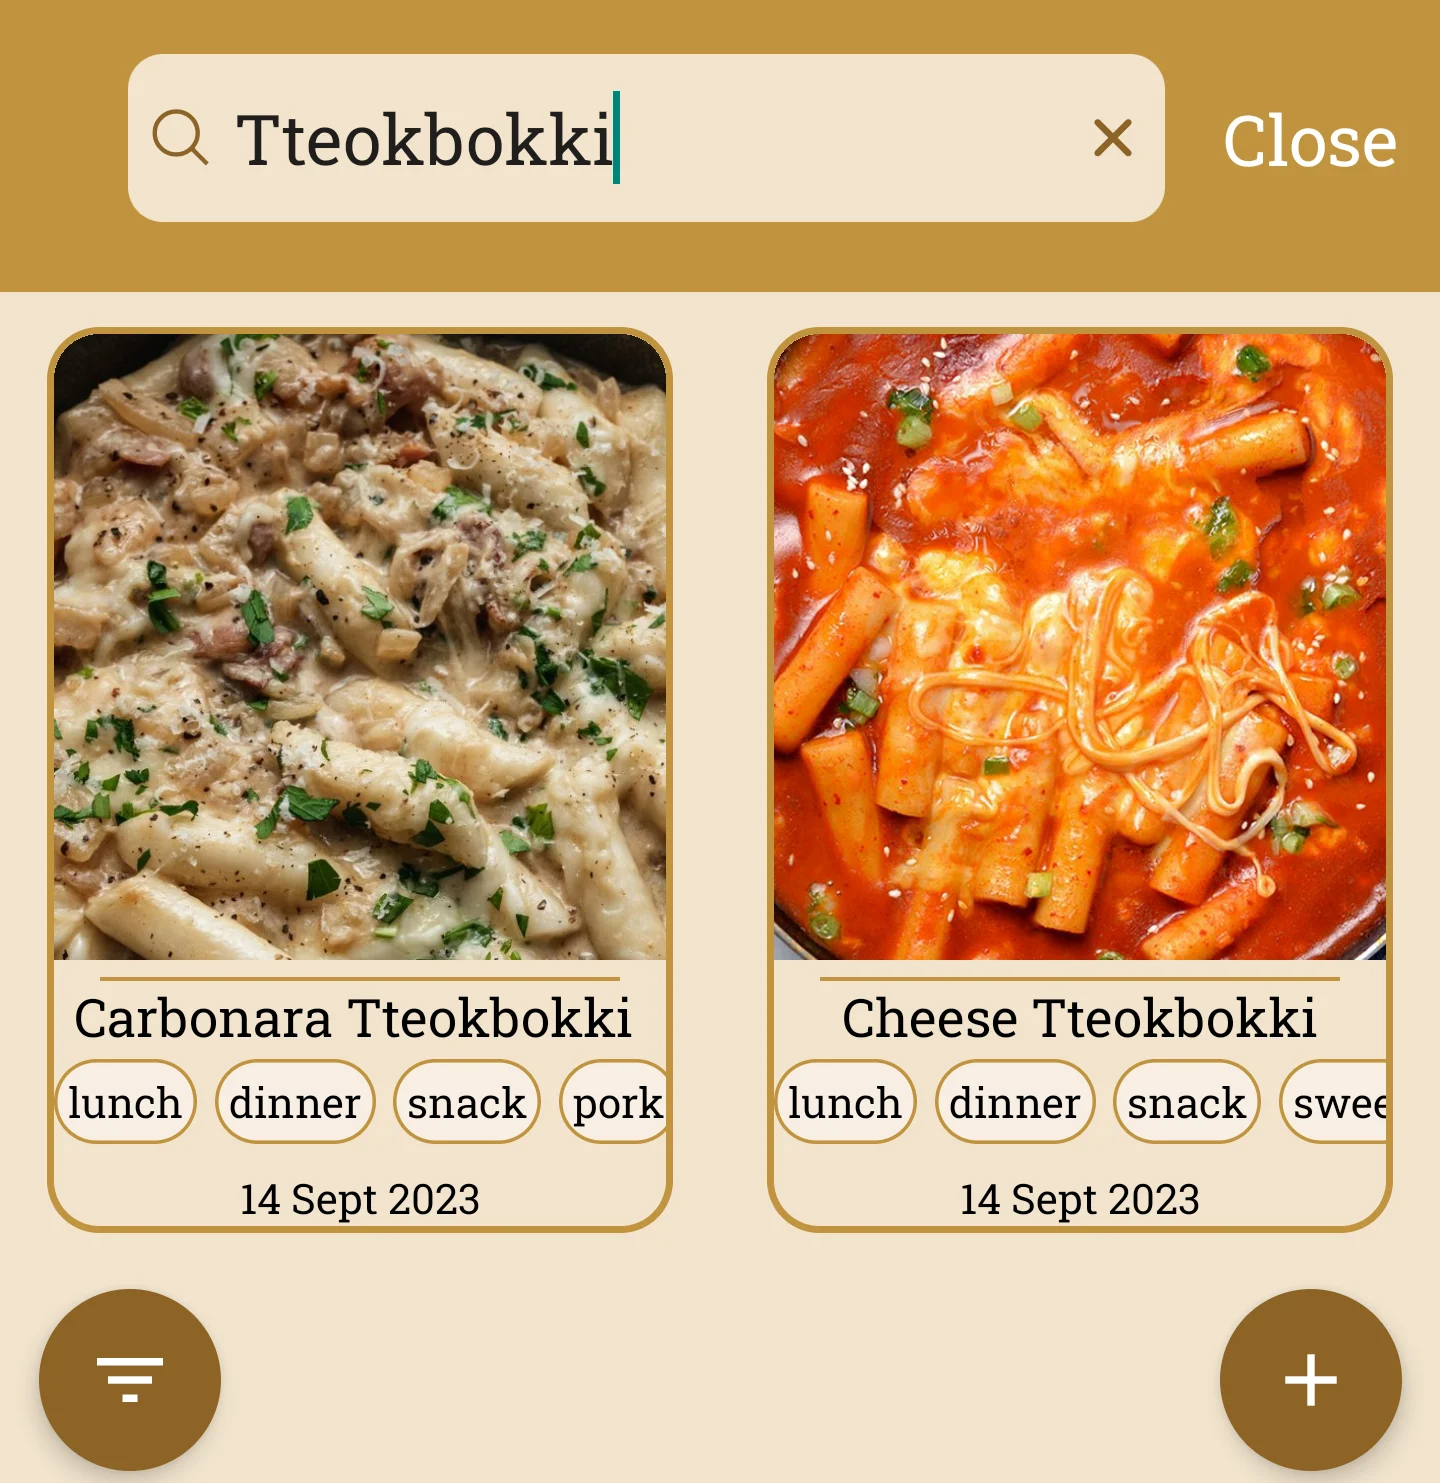 Tteokbokki
Close
Carbonara Tteokbokki
lunch dinner snack pork
14 Sept 2023
Cheese Tteokbokki
lunch dinner snack swee
14 Sept 2023